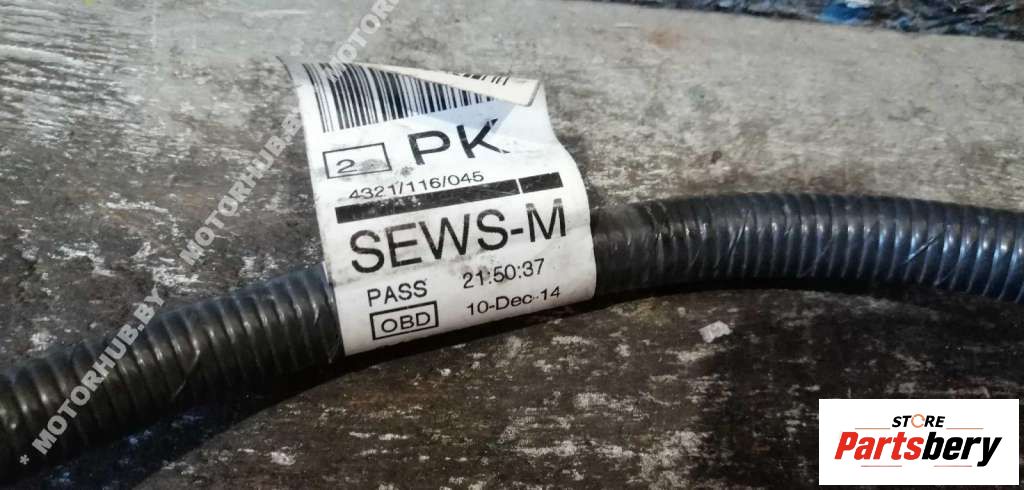 2 PK
4321/116/045
SEWS-M
PASS 21:50:37
OBD 10-Dec-14
* MOTORHUB.BY *
MOTORHUB.BY *
MOTORHUB
STORE
Partsbery